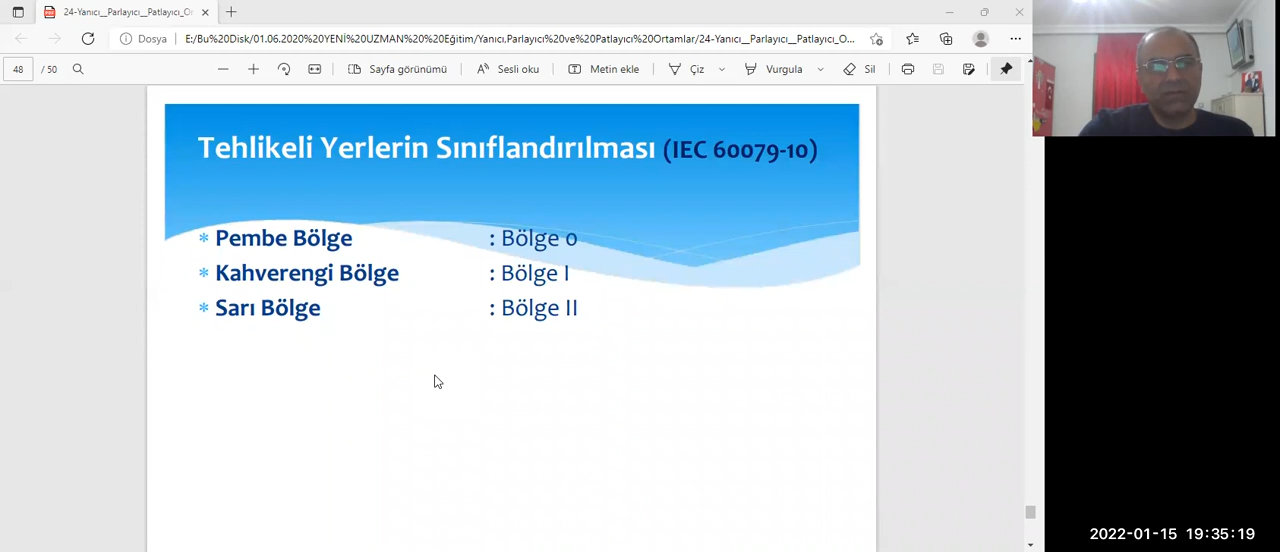 24-Yanıcı__Parlayıcı__Patlayıcı_Or
Dosya
E:/Bu%20Disk/01.06.2020%20YENİ%20UZMAN%20%20Eğitim/Yanıcı,Parlayıcı%20ve%20Patlayıcı%20Ortamlar/24-Yanıcı__Parlayıcı__Patlayıcı_O...
48 / 50
Sayfa görünümü
Sesli oku
Metin ekle
Çiz
Vurgula
Sil
Tehlikeli Yerlerin Sınıflandırılması (IEC 60079-10)
* Pembe Bölge : Bölge 0
* Kahverengi Bölge : Bölge I
* Sarı Bölge : Bölge II
2022-01-15 19:35:19